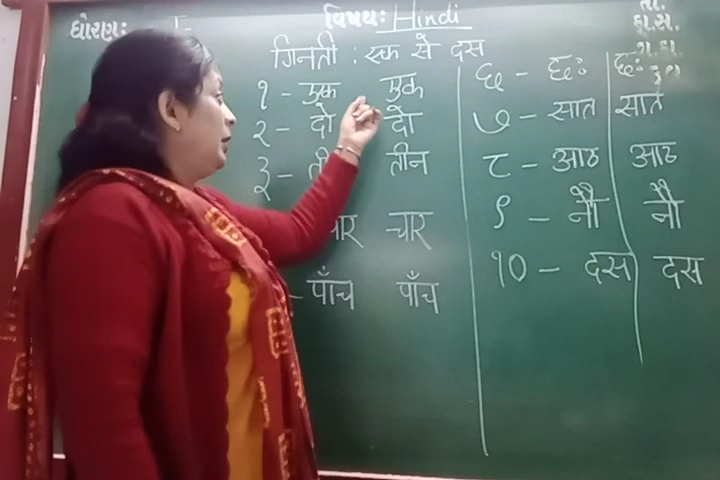 धोरण:
विषय: Hindi
ता.
हा.स.
गिनती : एक से दस
१ - एक एक
२ - दो दो
३ - ती तीन
चार
- पाँच पाँच
६ - छः छः
७ - सात सात
८ - आठ आठ
९ - नौ नौ
१० - दस दस